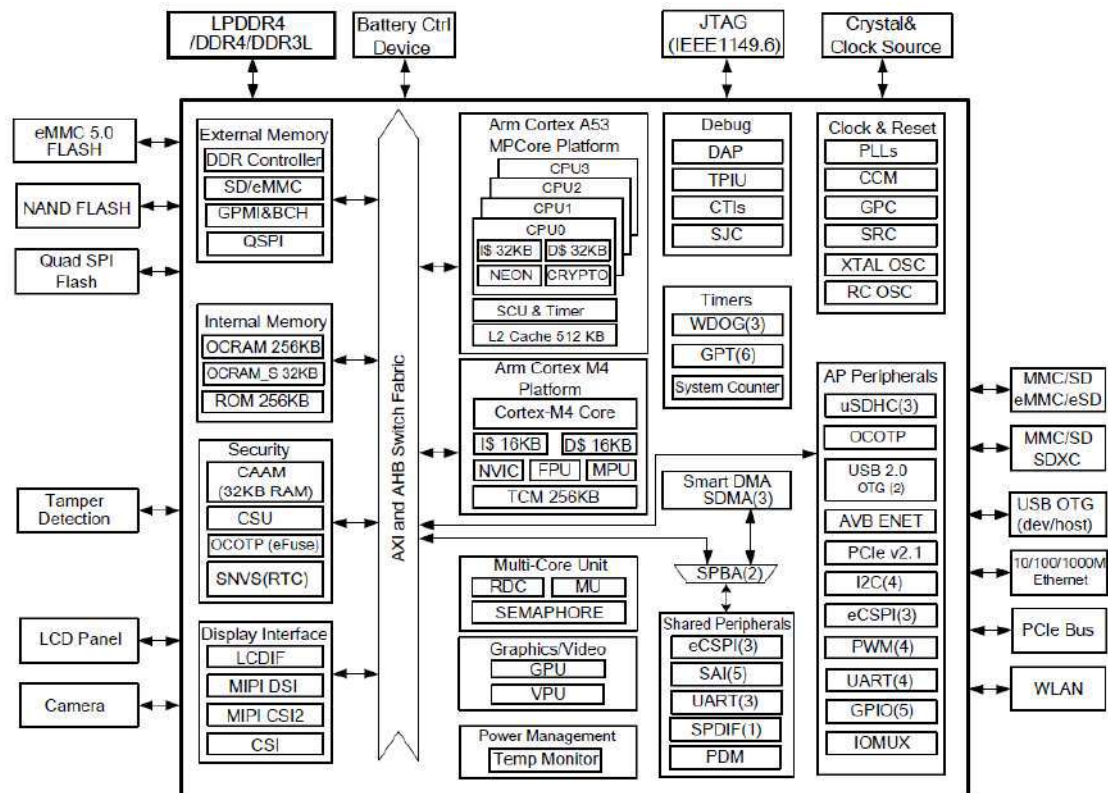 LPDDR4
/DDR4/DDR3L
Battery Ctrl
Device
JTAG
(IEEE1149.6)
Crystal&
Clock Source
eMMC 5.0
FLASH
NAND FLASH
Quad SPI
Flash
Tamper
Detection
LCD Panel
Camera
External Memory
DDR Controller
SD/eMMC
GPMI&BCH
QSPI
Internal Memory
OCRAM 256KB
OCRAM_S 32KB
ROM 256KB
Security
CAAM
(32KB RAM)
CSU
OCOTP (eFuse)
SNVS(RTC)
Display Interface
LCDIF
MIPI DSI
MIPI CSI2
CSI
AXI and AHB Switch Fabric
Arm Cortex A53
MPCore Platform
CPU3
CPU2
CPU1
CPU0
I$ 32KB
D$ 32KB
NEON
CRYPTO
SCU & Timer
L2 Cache 512 KB
Arm Cortex M4
Platform
Cortex-M4 Core
I$ 16KB
D$ 16KB
NVIC
FPU
MPU
TCM 256KB
Multi-Core Unit
RDC
MU
SEMAPHORE
Graphics/Video
GPU
VPU
Power Management
Temp Monitor
Debug
DAP
TPIU
CTIs
SJC
Timers
WDOG(3)
GPT(6)
System Counter
Smart DMA
SDMA(3)
SPBA(2)
Shared Peripherals
eCSPI(3)
SAI(5)
UART(3)
SPDIF(1)
PDM
Clock & Reset
PLLs
CCM
GPC
SRC
XTAL OSC
RC OSC
AP Peripherals
uSDHC(3)
OCOTP
USB 2.0
OTG (2)
AVB ENET
PCIe v2.1
I2C(4)
eCSPI(3)
PWM(4)
UART(4)
GPIO(5)
IOMUX
MMC/SD
eMMC/eSD
MMC/SD
SDXC
USB OTG
(dev/host)
10/100/1000M
Ethernet
PCIe Bus
WLAN